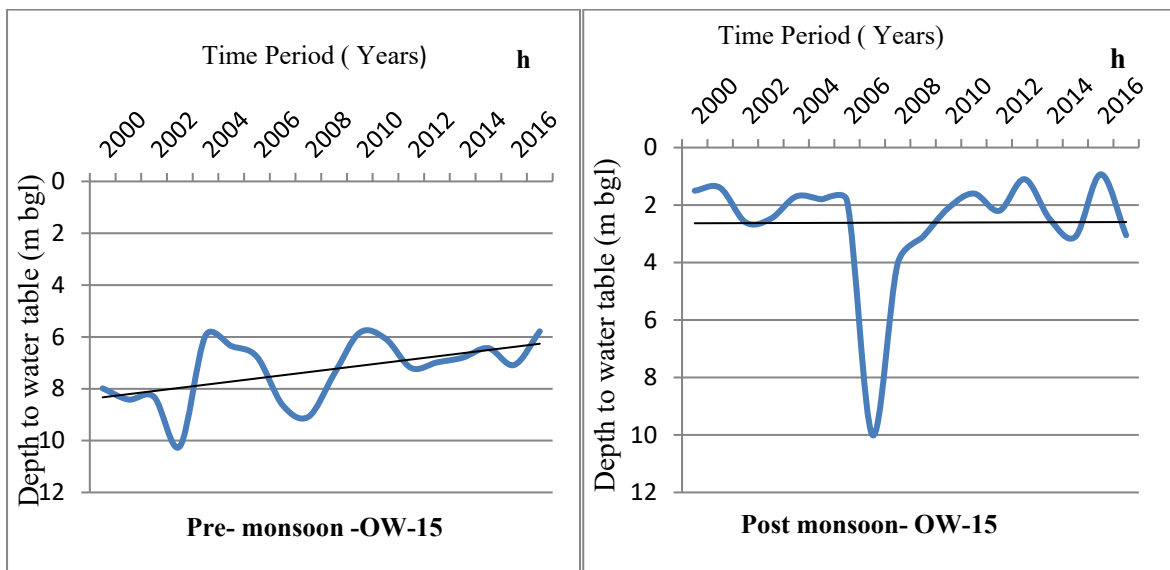 Time Period ( Years)
h
2000 2002 2004 2006 2008 2010 2012 2014 2016
Depth to water table (m bgl)
0
2
4
6
8
10
12
Pre- monsoon -OW-15
Time Period ( Years)
h
2000 2002 2004 2006 2008 2010 2012 2014 2016
Depth to water table (m bgl)
0
2
4
6
8
10
12
Post monsoon- OW-15